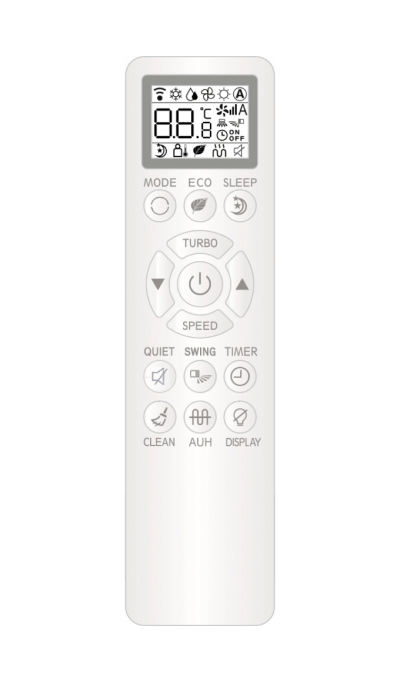 A
88.8 °C A
ON
OFF
MODE ECO SLEEP
TURBO
SPEED
QUIET SWING TIMER
CLEAN AUH DISPLAY